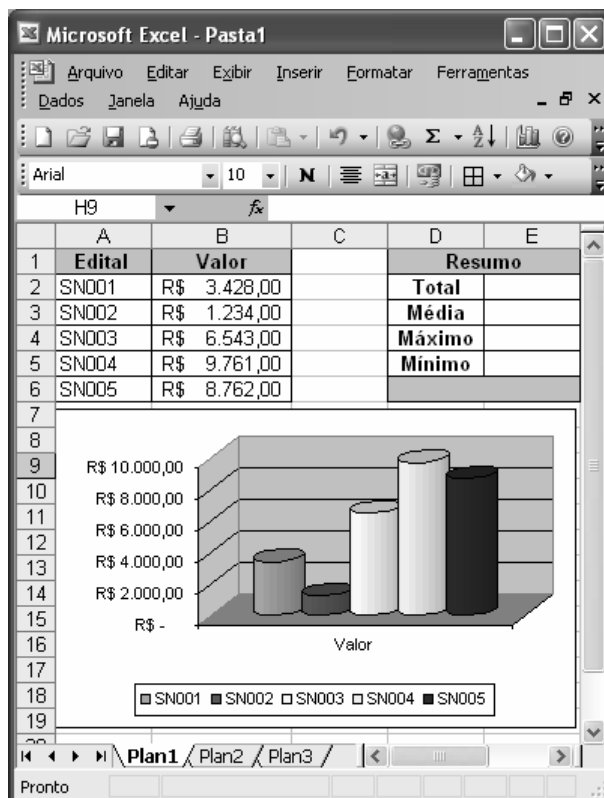 Microsoft Excel - Pasta1
Arquivo Editar Exibir Inserir Formatar Ferramentas
Dados Janela Ajuda
Arial 10 N
H9 fx
A B C D E
1 Edital Valor Resumo
2 SN001 R$ 3.428,00 Total
3 SN002 R$ 1.234,00 Média
4 SN003 R$ 6.543,00 Máximo
5 SN004 R$ 9.761,00 Mínimo
6 SN005 R$ 8.762,00
7
8
9 R$ 10.000,00
10 R$ 8.000,00
11
12 R$ 6.000,00
13 R$ 4.000,00
14 R$ 2.000,00
15 R$ -
16 Valor
17
18 SN001 SN002 SN003 SN004 SN005
19
Plan1 Plan2 Plan3
Pronto